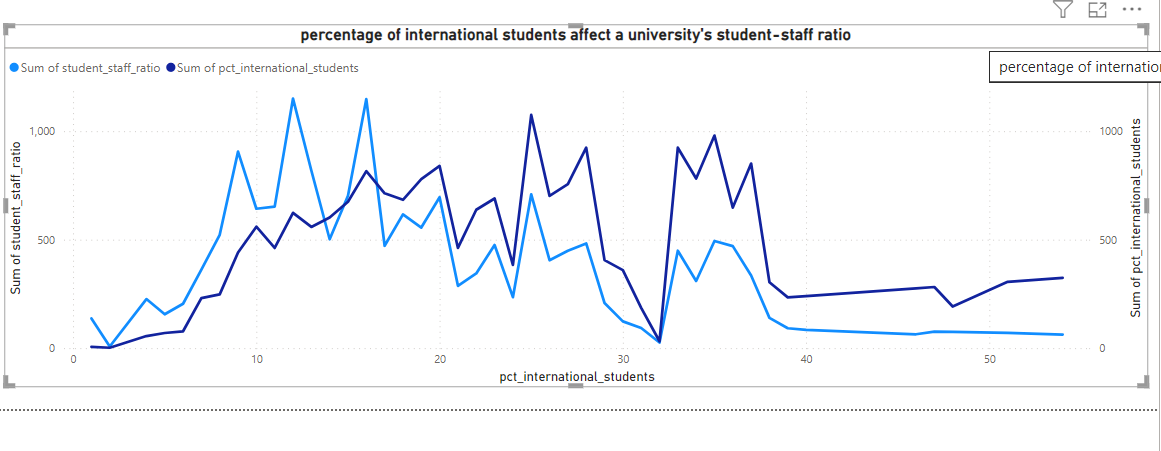 percentage of international students affect a university's student-staff ratio
Sum of student_staff_ratio Sum of pct_international_students
percentage of internatio
Sum of student_staff_ratio
1,000
500
0
1000
500
0
Sum of pct_international_students
0 10 20 30 40 50
pct_international_students